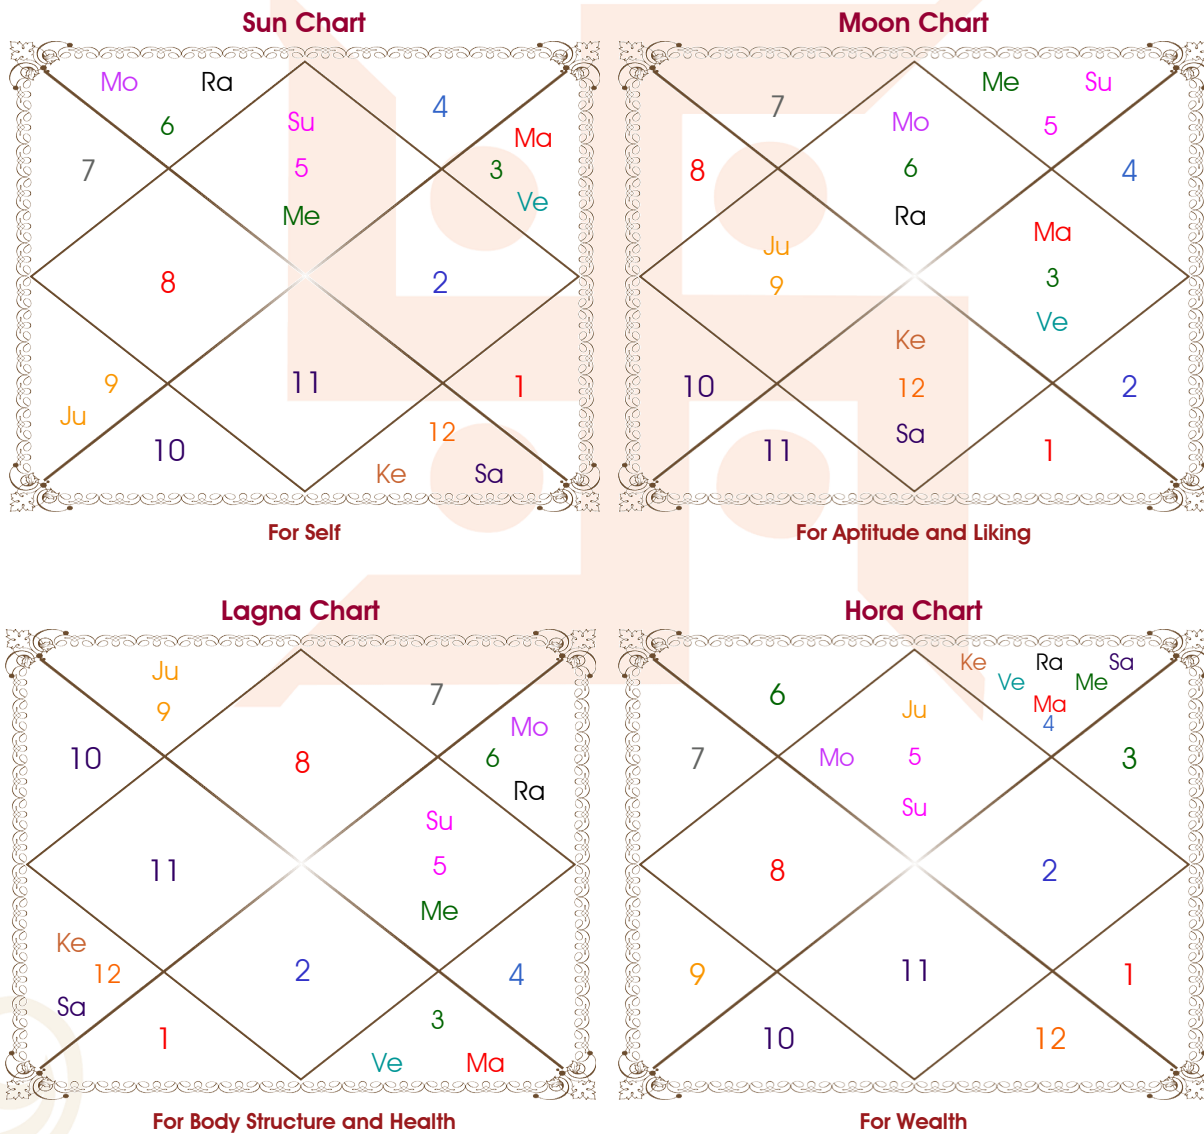 Sun Chart
Mo Ra
6
7
Su
5
Me
4
Ma
3
Ve
8
2
9
Ju
10
11
1
12
Ke Sa
For Self
Moon Chart
7
8
Mo
6
Ra
Me Su
5
4
Ju
9
Ma
3
Ve
10
11
Ke
12
Sa
2
1
For Aptitude and Liking
Lagna Chart
Ju
9
10
8
7
Mo
6
Ra
11
Su
5
Me
Ke
12
Sa
1
2
4
3
Ve Ma
For Body Structure and Health
Hora Chart
6
7
Ju
Mo 5
Su
Ke Ra Sa
Ve Me
Ma
4
3
8
2
9
10
11
1
12
For Wealth